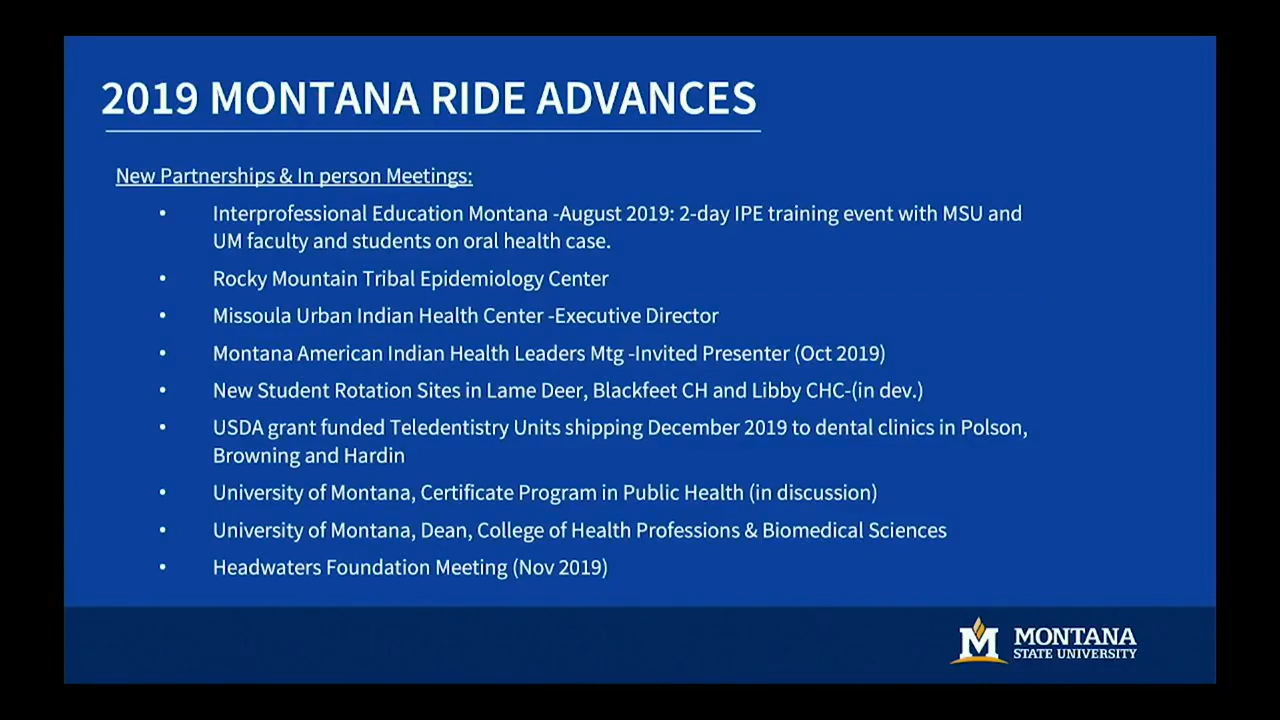 2019 MONTANA RIDE ADVANCES
New Partnerships & In person Meetings:
• Interprofessional Education Montana -August 2019: 2-day IPE training event with MSU and
UM faculty and students on oral health case.
• Rocky Mountain Tribal Epidemiology Center
• Missoula Urban Indian Health Center -Executive Director
• Montana American Indian Health Leaders Mtg -Invited Presenter (Oct 2019)
• New Student Rotation Sites in Lame Deer, Blackfeet CH and Libby CHC-(in dev.)
• USDA grant funded Teledentistry Units shipping December 2019 to dental clinics in Polson,
Browning and Hardin
• University of Montana, Certificate Program in Public Health (in discussion)
• University of Montana, Dean, College of Health Professions & Biomedical Sciences
• Headwaters Foundation Meeting (Nov 2019)
M MONTANA
STATE UNIVERSITY